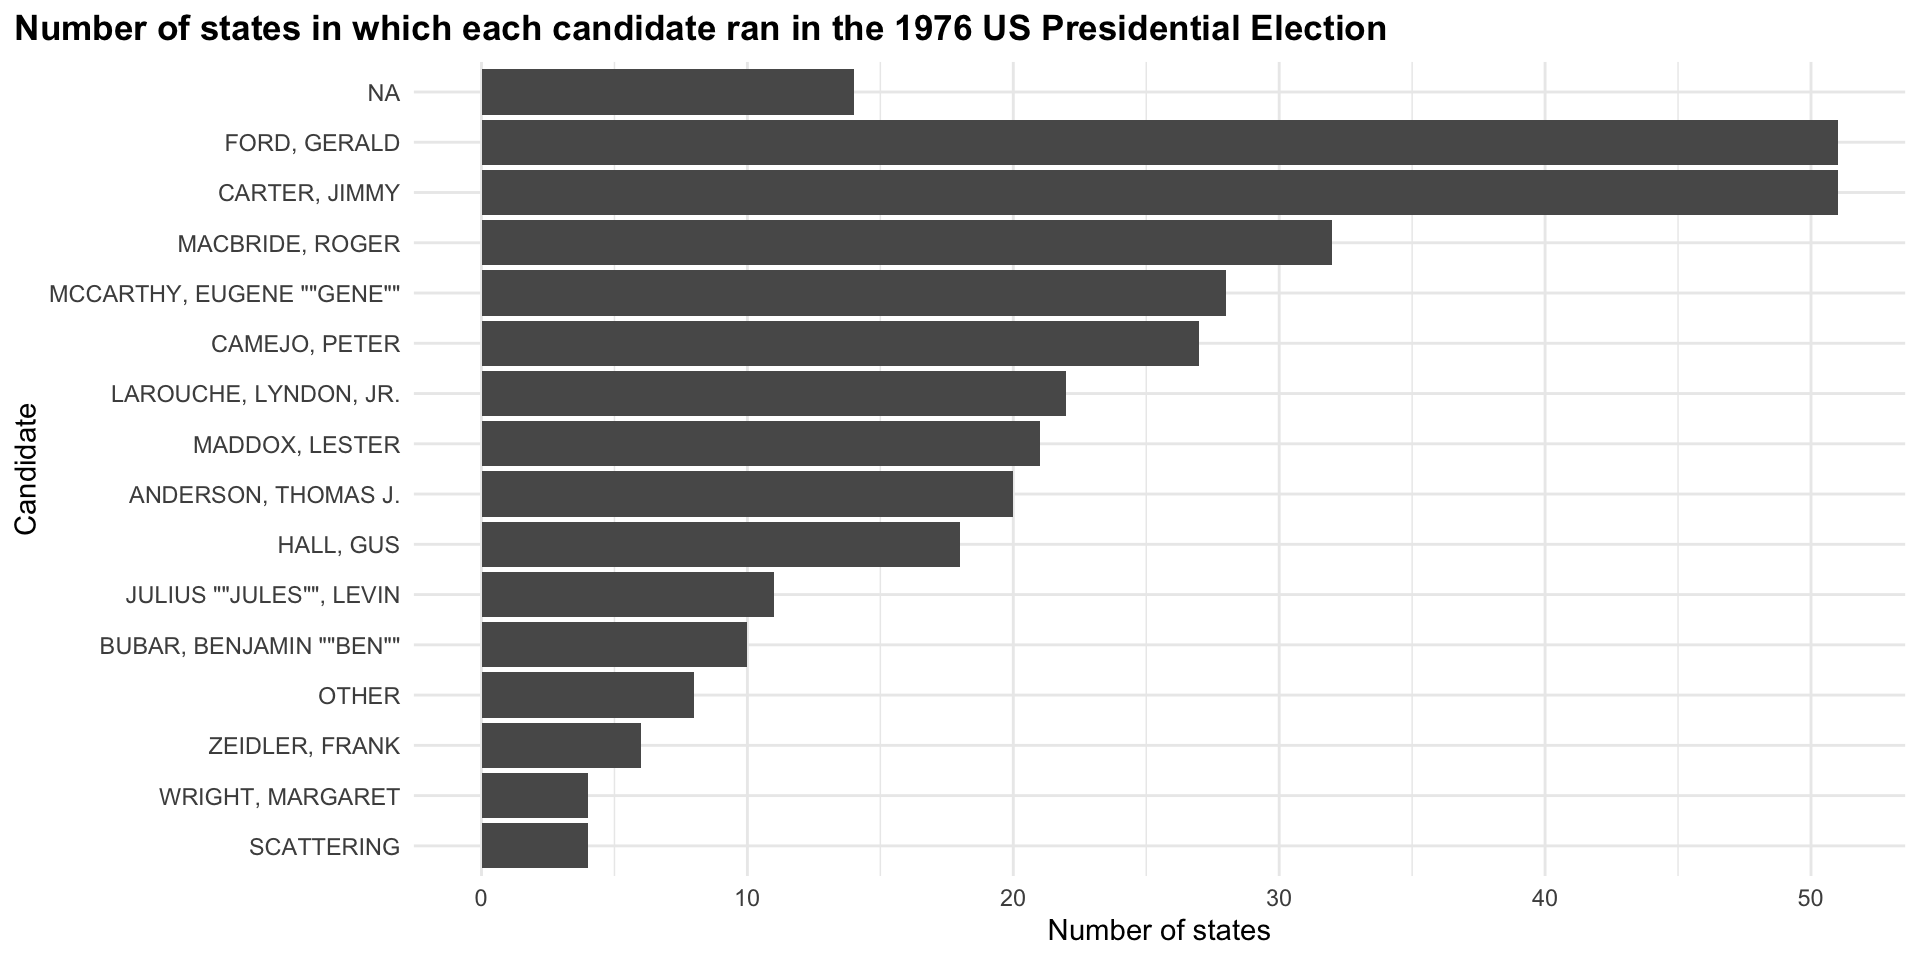 Number of states in which each candidate ran in the 1976 US Presidential Election
Candidate
NA
FORD, GERALD
CARTER, JIMMY
MACBRIDE, ROGER
MCCARTHY, EUGENE ""GENE""
CAMEJO, PETER
LAROUCHE, LYNDON, JR.
MADDOX, LESTER
ANDERSON, THOMAS J.
HALL, GUS
JULIUS ""JULES"", LEVIN
BUBAR, BENJAMIN ""BEN""
OTHER
ZEIDLER, FRANK
WRIGHT, MARGARET
SCATTERING
0 10 20 30 40 50
Number of states